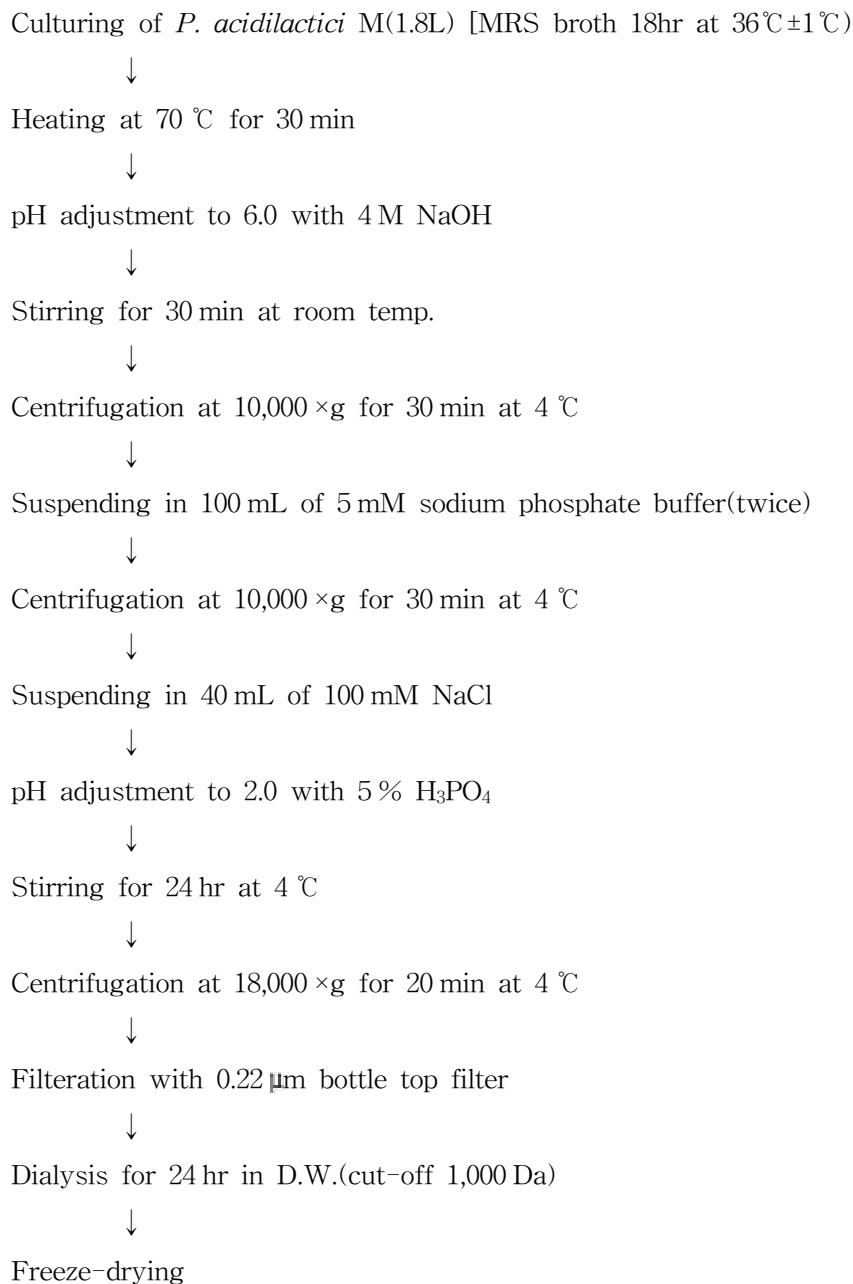 Culturing of P. acidilactici M(1.8L) [MRS broth 18hr at 36℃±1℃)
↓
Heating at 70 ℃ for 30 min
↓
pH adjustment to 6.0 with 4 M NaOH
↓
Stirring for 30 min at room temp.
↓
Centrifugation at 10,000 ×g for 30 min at 4 ℃
↓
Suspending in 100 mL of 5 mM sodium phosphate buffer(twice)
↓
Centrifugation at 10,000 ×g for 30 min at 4 ℃
↓
Suspending in 40 mL of 100 mM NaCl
↓
pH adjustment to 2.0 with 5 % H₃PO₄
↓
Stirring for 24 hr at 4 ℃
↓
Centrifugation at 18,000 ×g for 20 min at 4 ℃
↓
Filteration with 0.22 μm bottle top filter
↓
Dialysis for 24 hr in D.W.(cut-off 1,000 Da)
↓
Freeze-drying